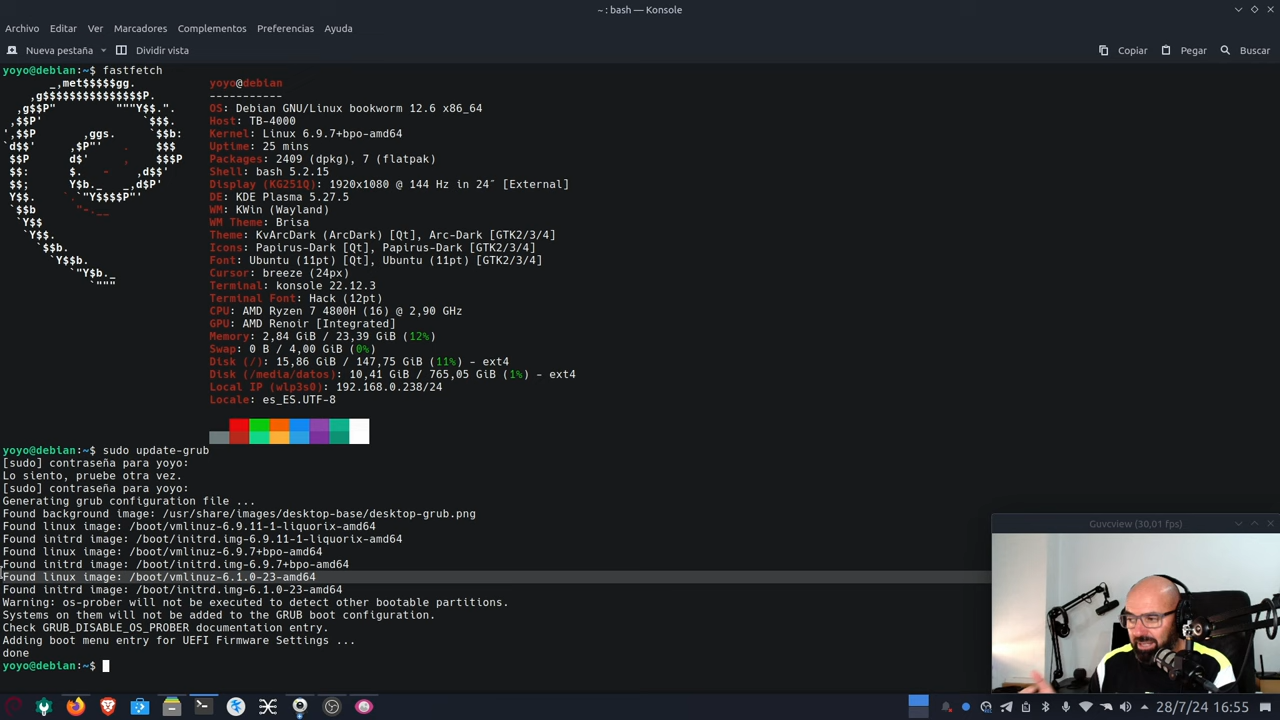 ~ : bash — Konsole
Archivo Editar Ver Marcadores Complementos Preferencias Ayuda
Nueva pestaña Dividir vista Copiar Pegar Buscar
yoyo@debian:~$ fastfetch
_,met$$$$$gg.
,g$$$$$$$$$$$$$$$P.
,g$$P" """Y$$.".
,$$P' `$$$.
',$$P ,ggs. `$$b:
`d$$' ,$P"' . $$$
$$P d$' , $$$P
$$: $. - ,d$$'
$$; Y$b._ _,d$P'
Y$$. `.`"Y$$$$P"'
`$$b "-.__
`Y$$
`Y$$.
`$$b.
`Y$$b.
`"Y$b._
`"""
yoyo@debian
-----------
OS: Debian GNU/Linux bookworm 12.6 x86_64
Host: TB-4000
Kernel: Linux 6.9.7+bpo-amd64
Uptime: 25 mins
Packages: 2409 (dpkg), 7 (flatpak)
Shell: bash 5.2.15
Display (KG251Q): 1920x1080 @ 144 Hz in 24″ [External]
DE: KDE Plasma 5.27.5
WM: KWin (Wayland)
WM Theme: Brisa
Theme: KvArcDark (ArcDark) [Qt], Arc-Dark [GTK2/3/4]
Icons: Papirus-Dark [Qt], Papirus-Dark [GTK2/3/4]
Font: Ubuntu (11pt) [Qt], Ubuntu (11pt) [GTK2/3/4]
Cursor: breeze (24px)
Terminal: konsole 22.12.3
Terminal Font: Hack (12pt)
CPU: AMD Ryzen 7 4800H (16) @ 2,90 GHz
GPU: AMD Renoir [Integrated]
Memory: 2,84 GiB / 23,39 GiB (12%)
Swap: 0 B / 4,00 GiB (0%)
Disk (/): 15,86 GiB / 147,75 GiB (11%) - ext4
Disk (/media/datos): 10,41 GiB / 765,05 GiB (1%) - ext4
Local IP (wlp3s0): 192.168.0.238/24
Locale: es_ES.UTF-8
yoyo@debian:~$ sudo update-grub
[sudo] contraseña para yoyo:
Lo siento, pruebe otra vez.
[sudo] contraseña para yoyo:
Generating grub configuration file ...
Found background image: /usr/share/images/desktop-base/desktop-grub.png
Found linux image: /boot/vmlinuz-6.9.11-1-liquorix-amd64
Found initrd image: /boot/initrd.img-6.9.11-1-liquorix-amd64
Found linux image: /boot/vmlinuz-6.9.7+bpo-amd64
Found initrd image: /boot/initrd.img-6.9.7+bpo-amd64
Found linux image: /boot/vmlinuz-6.1.0-23-amd64
Found initrd image: /boot/initrd.img-6.1.0-23-amd64
Warning: os-prober will not be executed to detect other bootable partitions.
Systems on them will not be added to the GRUB boot configuration.
Check GRUB_DISABLE_OS_PROBER documentation entry.
Adding boot menu entry for UEFI Firmware Settings ...
done
yoyo@debian:~$
Guvcview (30,01 fps)
28/7/24 16:55